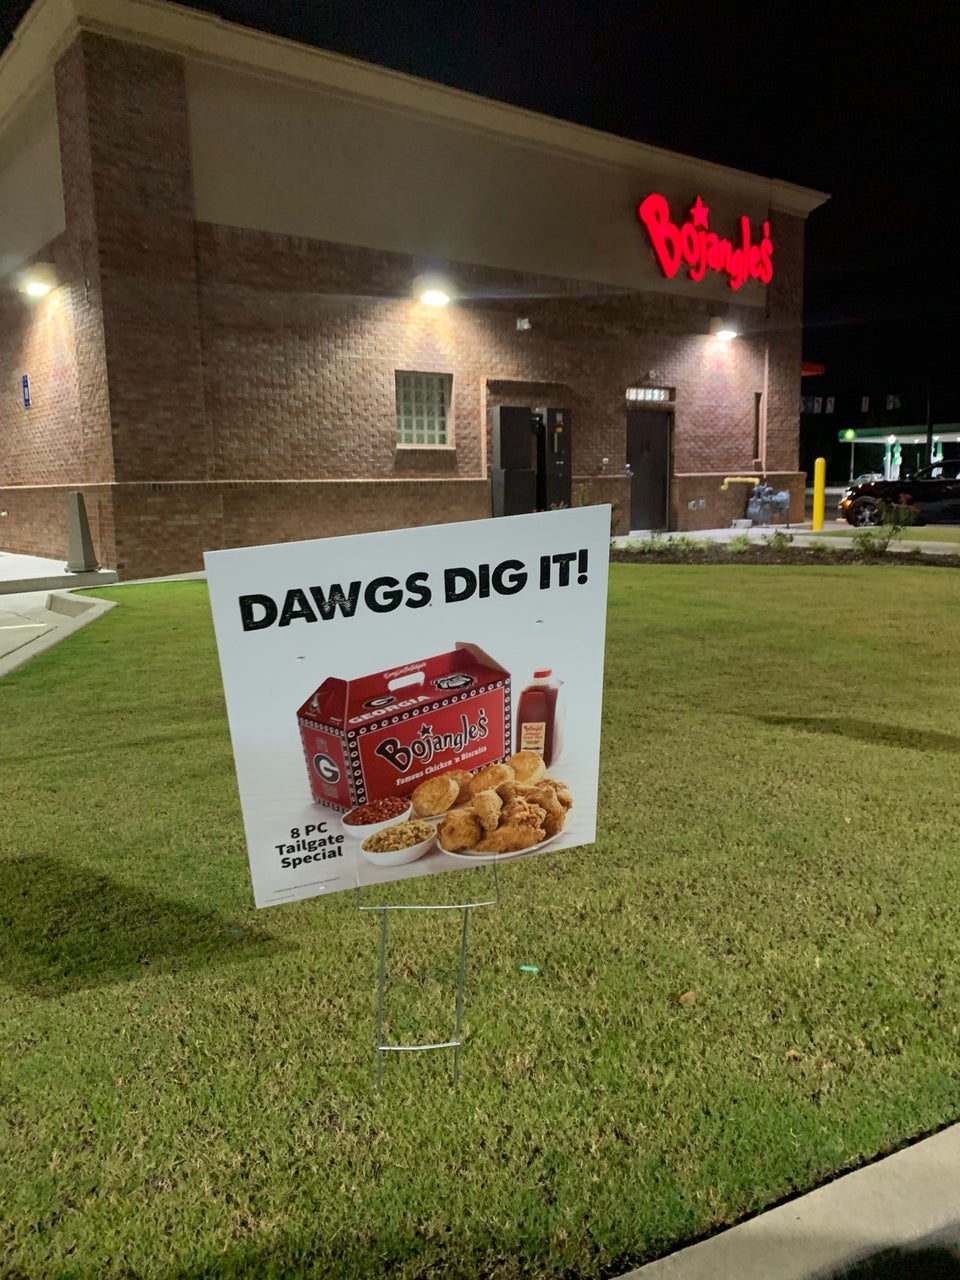 Bojangles'
DAWGS DIG IT!
GEORGIA
G
Bojangles'
Famous Chicken 'n Biscuits
G
8 PC
Tailgate
Special